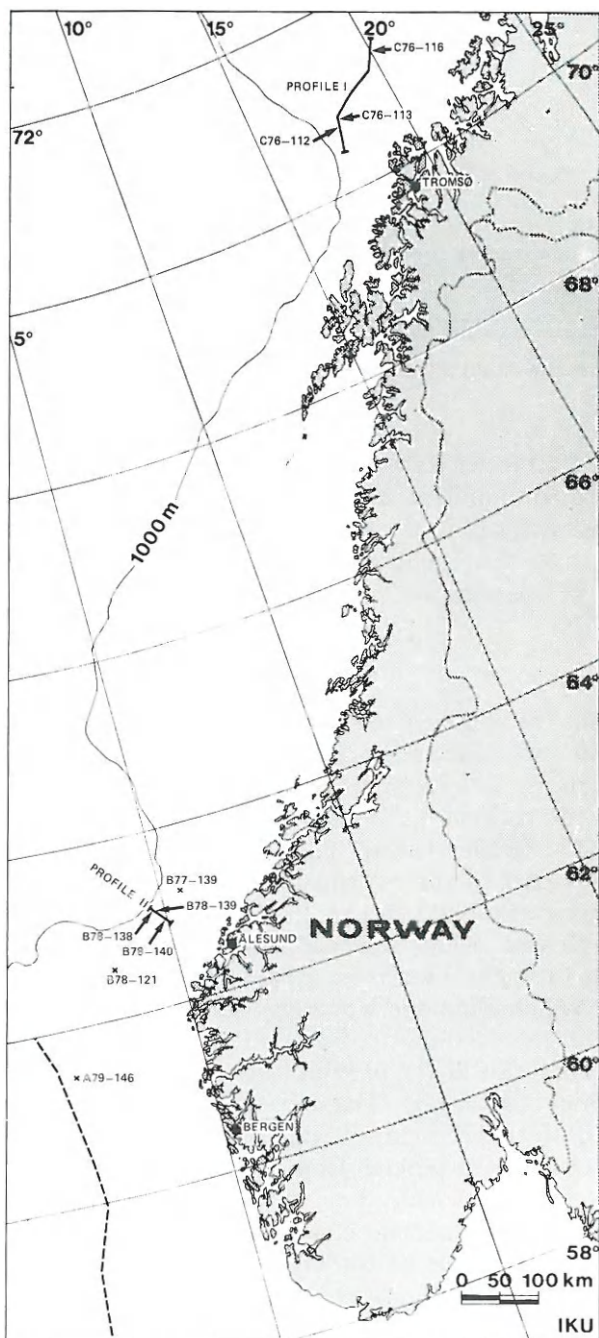 10°
15°
20°
25°
C76-116
PROFILE I
70°
C76-113
72°
C76-112
TROMSØ
68°
5°
66°
1000 m
64°
62°
B77-139
PROFILE II
B78-139
NORWAY
B78-138
ÅLESUND
B79-140
B78-121
60°
A79-146
BERGEN
58°
0 50 100 km
IKU